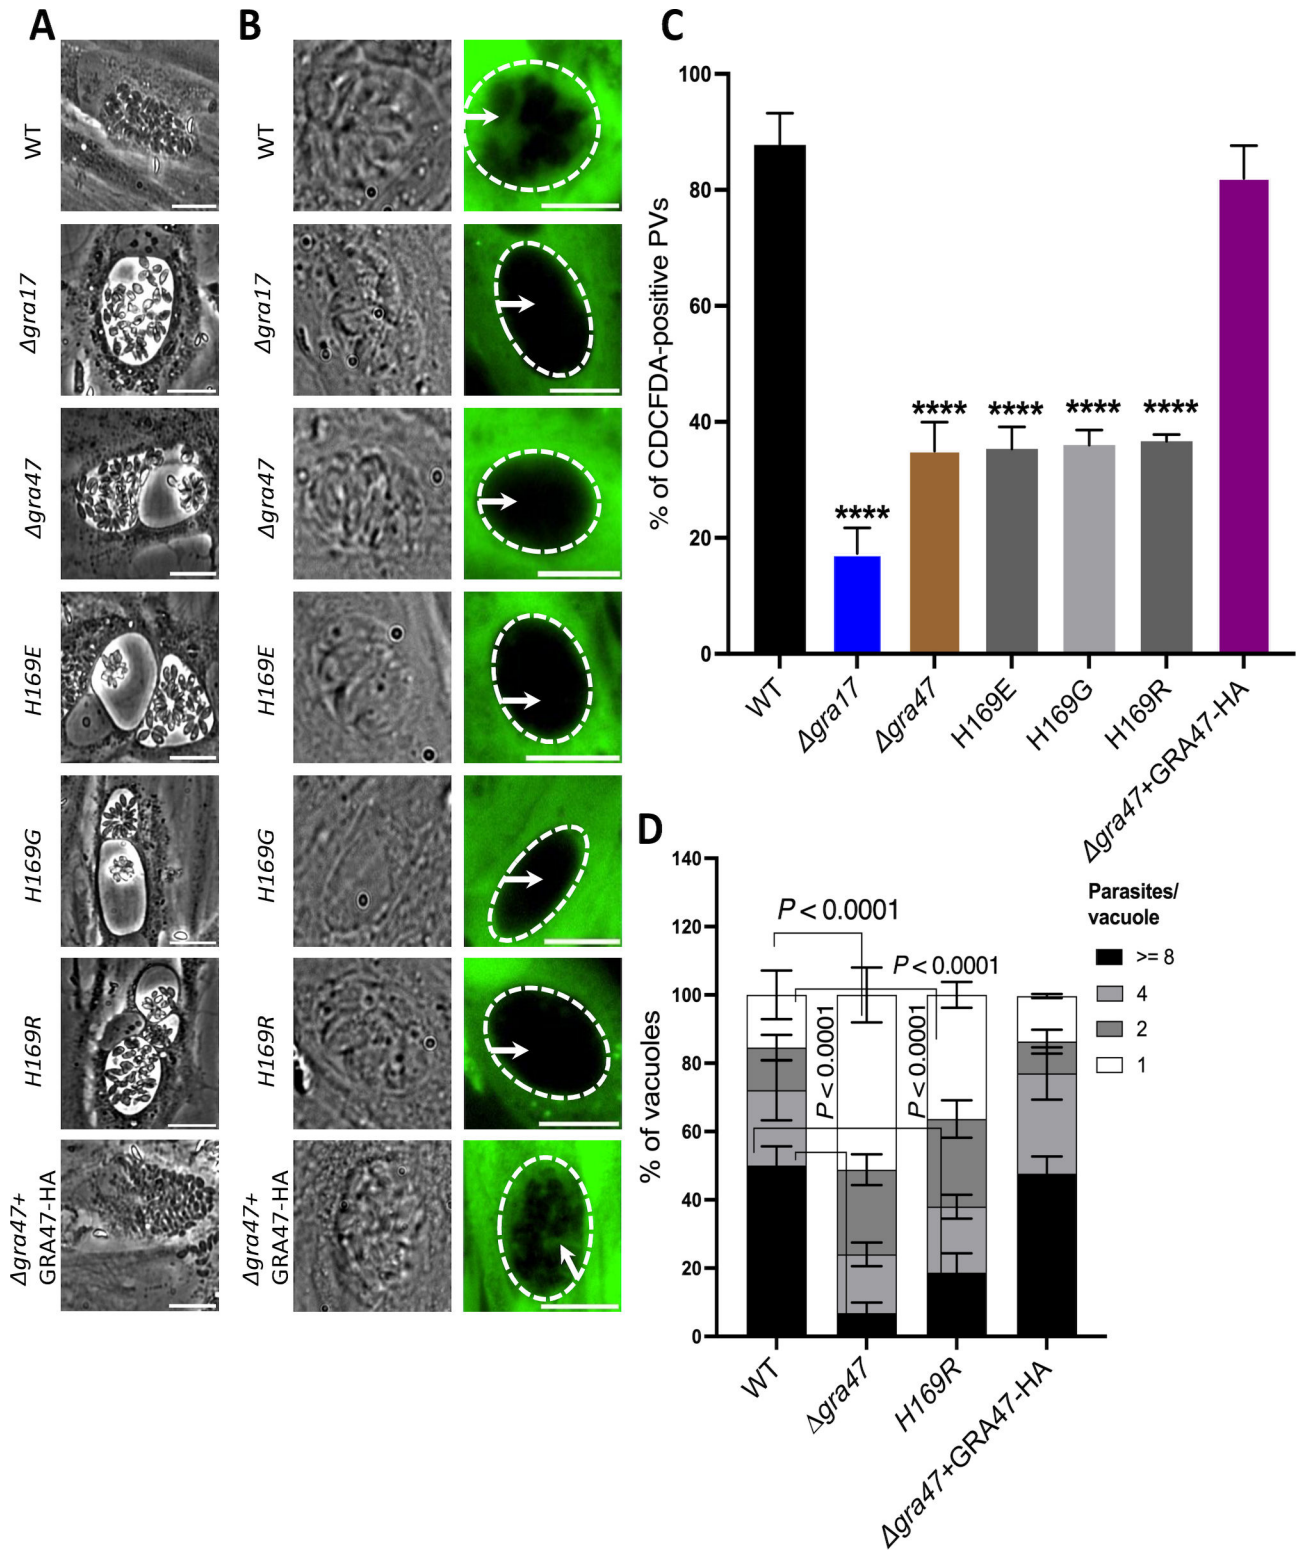 A
B
C
WT
Δgra17
Δgra47
H169E
H169G
H169R
Δgra47+
GRA47-HA
WT
Δgra17
Δgra47
H169E
H169G
H169R
Δgra47+
GRA47-HA
% of CDCFDA-positive PVs
100
80
60
40
20
0
****
****
****
****
****
WT
Δgra17
Δgra47
H169E
H169G
H169R
Δgra47+GRA47-HA
D
% of vacuoles
140
120
100
80
60
40
20
0
P < 0.0001
P < 0.0001
P < 0.0001
P < 0.0001
Parasites/
vacuole
>= 8
4
2
1
WT
Δgra47
H169R
Δgra47+GRA47-HA